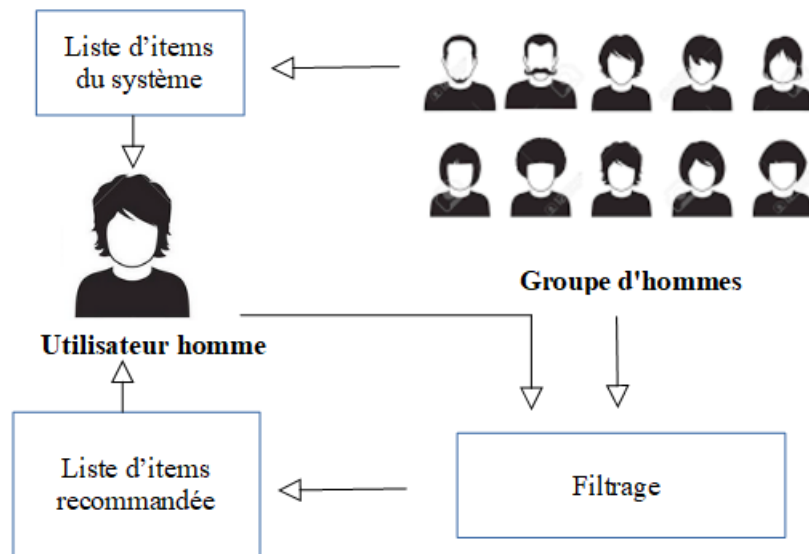 Liste d'items
du système
Groupe d'hommes
Utilisateur homme
Liste d'items
recommandée
Filtrage